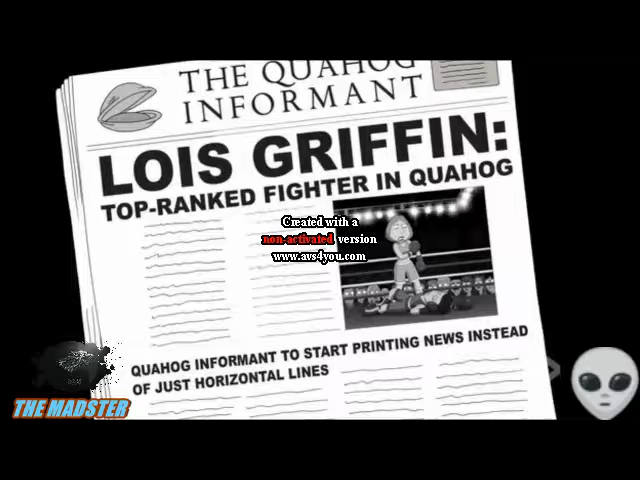 THE QUAHOG
INFORMANT
LOIS GRIFFIN:
TOP-RANKED FIGHTER IN QUAHOG
Created with a
non-activated version
www.avs4you.com
QUAHOG INFORMANT TO START PRINTING NEWS INSTEAD
OF JUST HORIZONTAL LINES
THE MADSTER